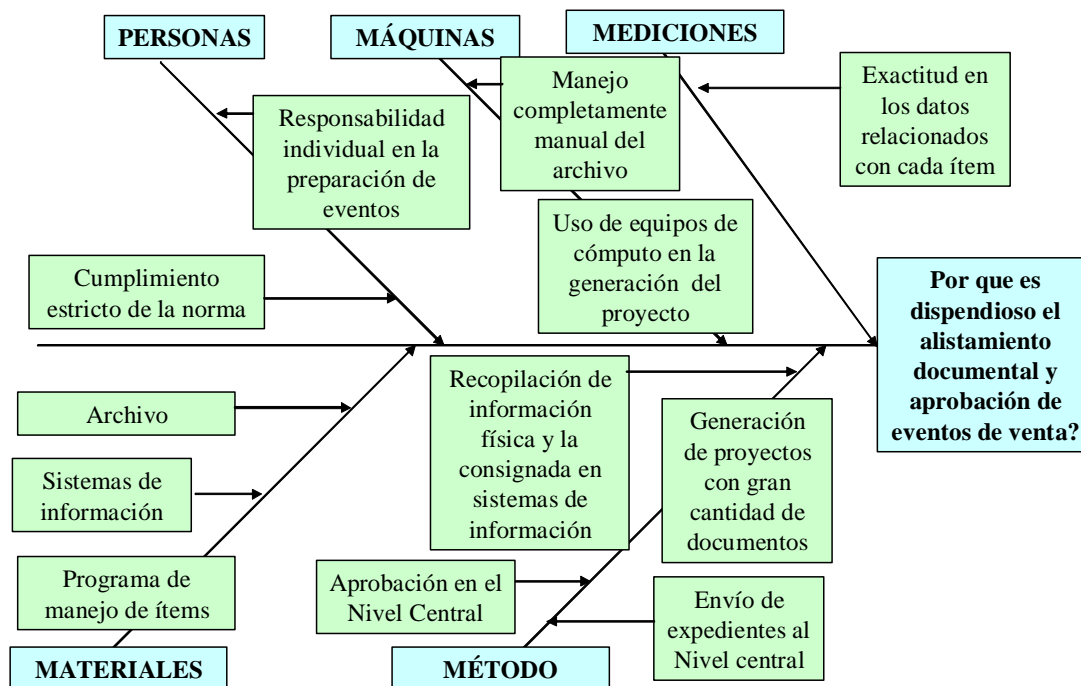 PERSONAS
MÁQUINAS
MEDICIONES
Responsabilidad
individual en la
preparación de
eventos
Manejo
completamente
manual del
archivo
Exactitud en
los datos
relacionados
con cada ítem
Cumplimiento
estricto de la norma
Uso de equipos de
cómputo en la
generación del
proyecto
Por que es
dispendioso el
alistamiento
documental y
aprobación de
eventos de venta?
Archivo
Sistemas de
información
Programa de
manejo de ítems
Recopilación de
información
física y la
consignada en
sistemas de
información
Generación
de proyectos
con gran
cantidad de
documentos
Aprobación en el
Nivel Central
Envío de
expedientes al
Nivel central
MATERIALES
MÉTODO